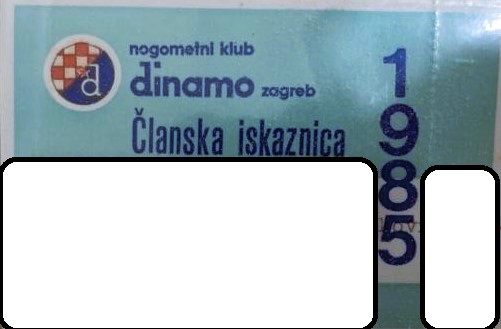 nogometni klub
dinamo zagreb
Članska iskaznica
1985